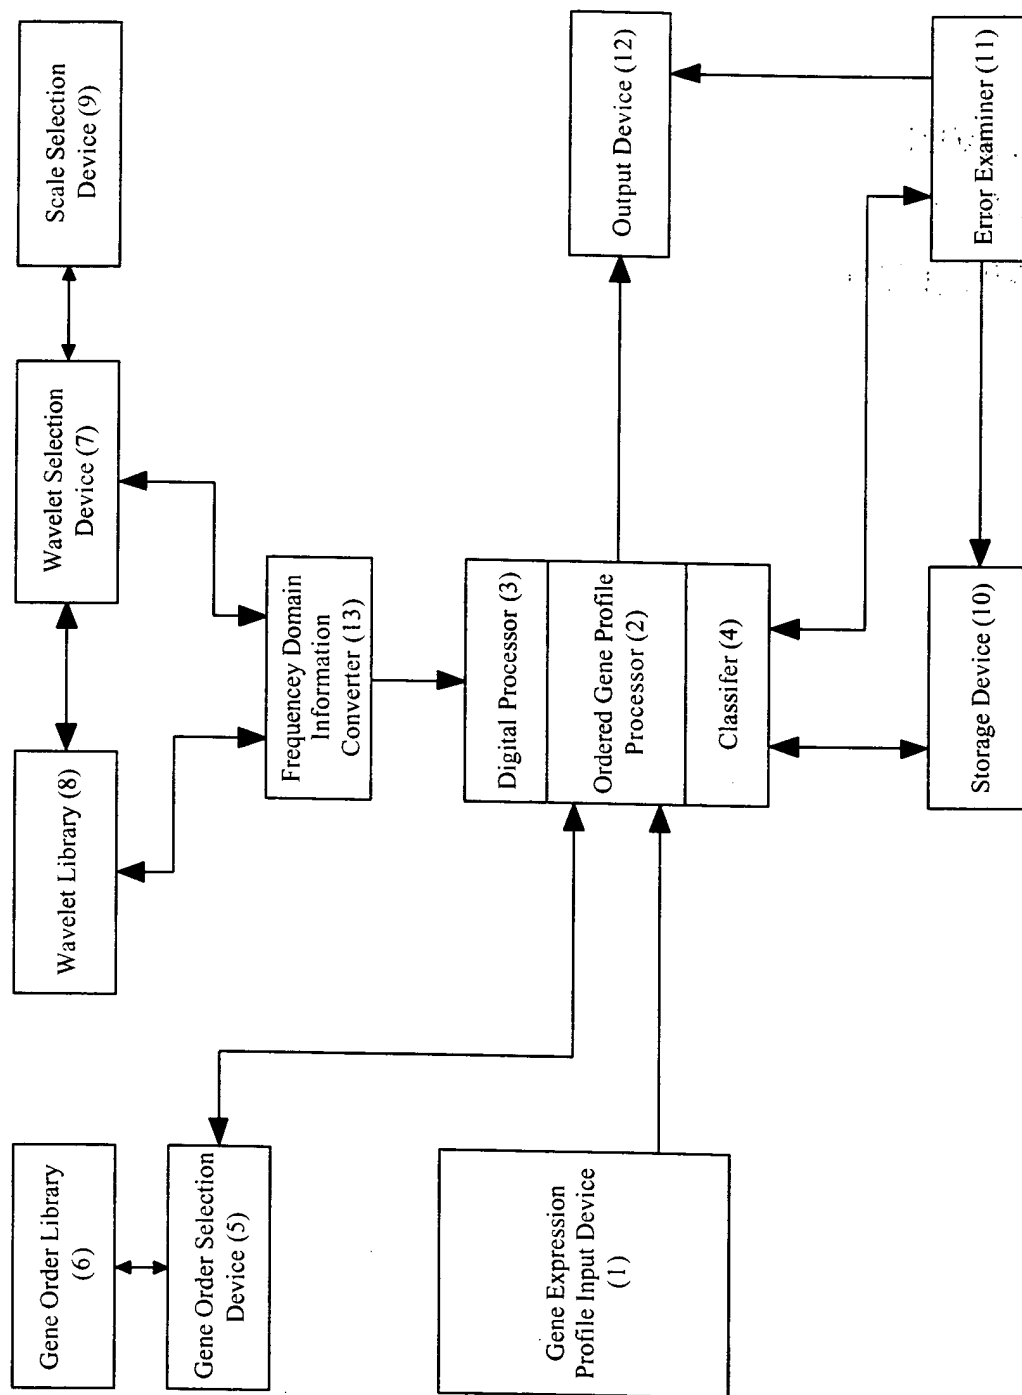 Gene Order Library
(6)
Gene Order Selection
Device (5)
Gene Expression
Profile Input Device
(1)
Wavelet Library (8)
Wavelet Selection
Device (7)
Scale Selection
Device (9)
Frequencey Domain
Information
Converter (13)
Digital Processor (3)
Ordered Gene Profile
Processor (2)
Classifer (4)
Output Device (12)
Storage Device (10)
Error Examiner (11)